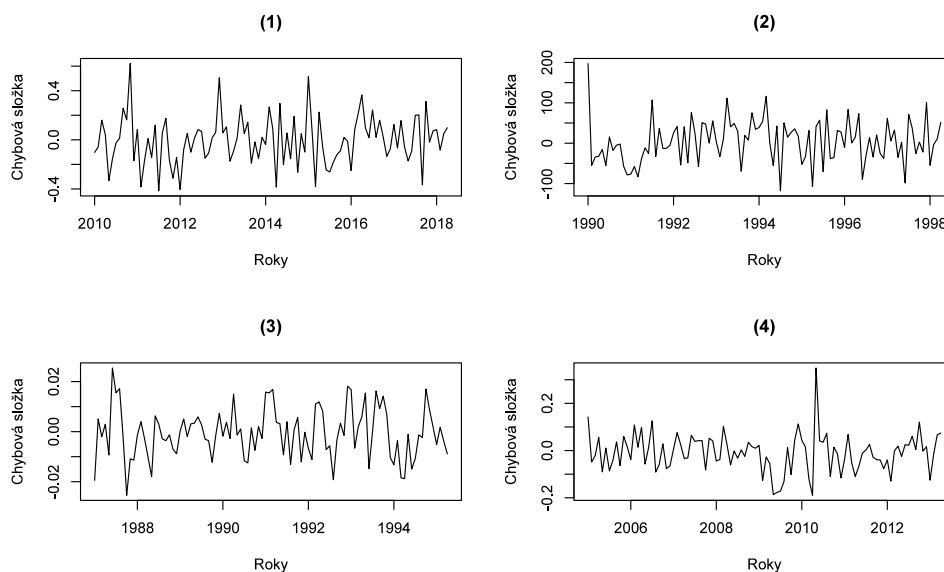 (1)
Chybová složka
-0.4 0.0 0.4
2010 2012 2014 2016 2018
Roky
(2)
Chybová složka
-100 0 100 200
1990 1992 1994 1996 1998
Roky
(3)
Chybová složka
-0.02 0.00 0.02
1988 1990 1992 1994
Roky
(4)
Chybová složka
-0.2 0.0 0.2
2006 2008 2010 2012
Roky